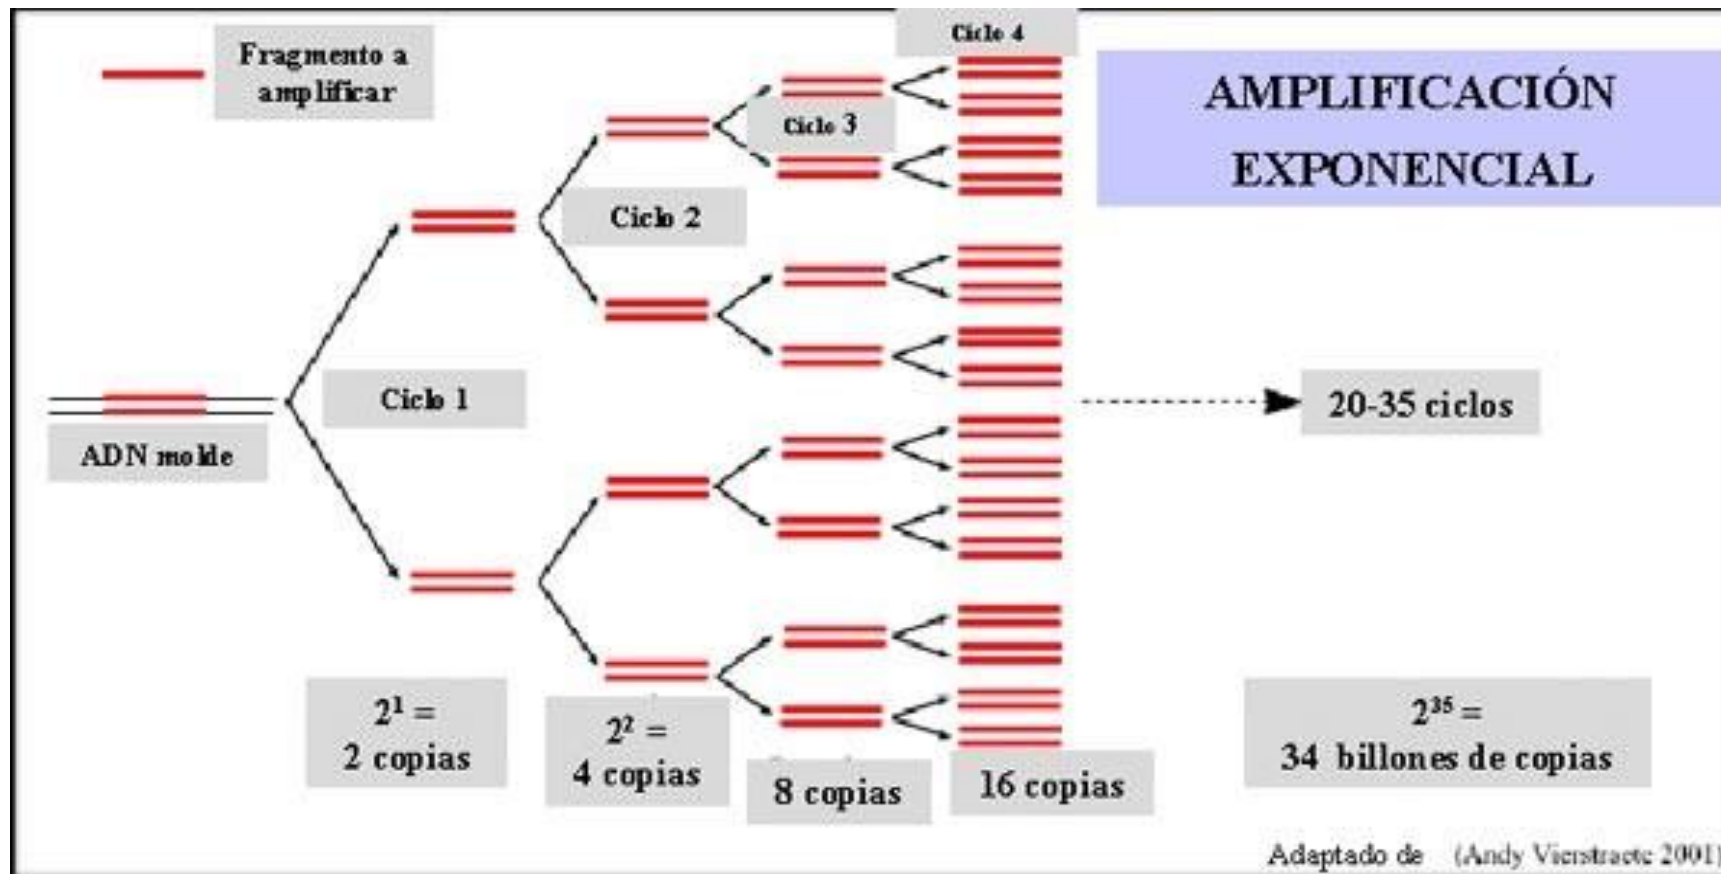 Fragmento a
amplificar
Ciclo 4
AMPLIFICACIÓN
EXPONENCIAL
Ciclo 3
Ciclo 2
Ciclo 1
ADN molde
20-35 ciclos
2¹ =
2 copias
2² =
4 copias
8 copias
16 copias
2³⁵ =
34 billones de copias
Adaptado de (Andy Vierstraete 2001)